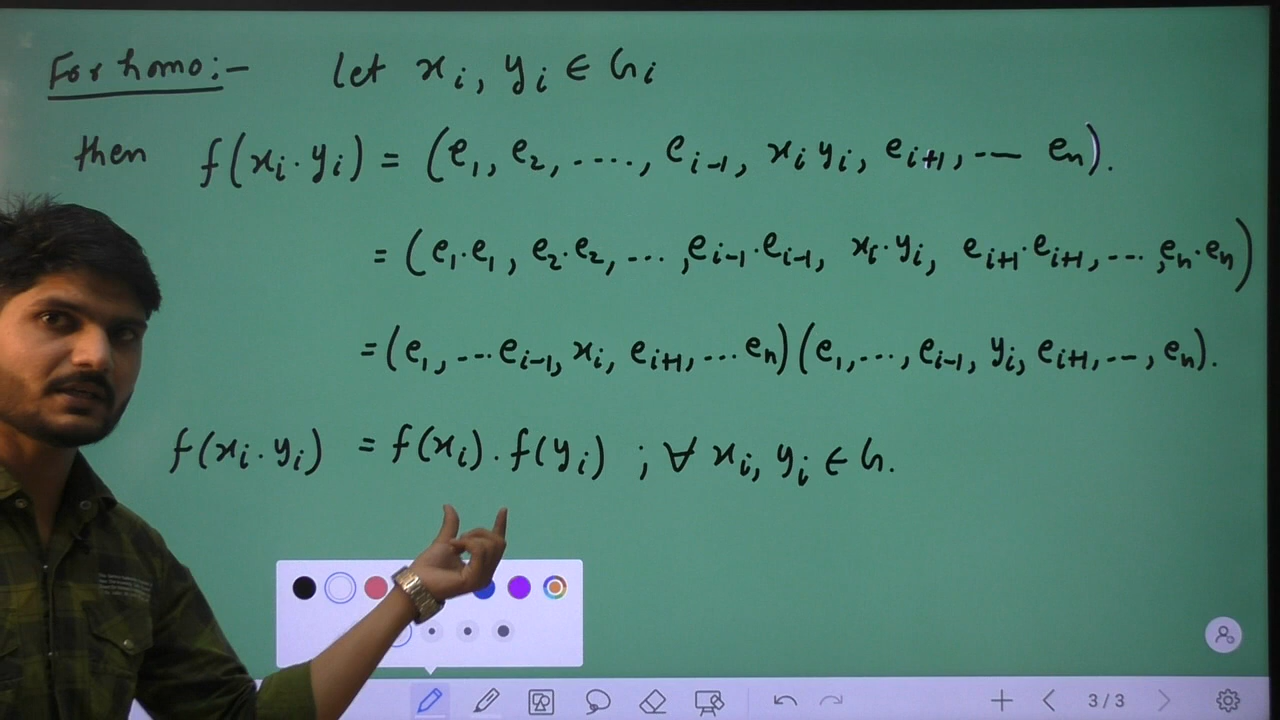 For homo:- let xᵢ, yᵢ ∈ Gᵢ
then f(xᵢ·yᵢ) = (e₁, e₂, ...., eᵢ₋₁, xᵢ yᵢ, eᵢ₊₁, --- eₙ).
= (e₁·e₁, e₂·e₂, ..., eᵢ₋₁·eᵢ₋₁, xᵢ·yᵢ, eᵢ₊₁·eᵢ₊₁, ..., eₙ·eₙ)
= (e₁, ... eᵢ₋₁, xᵢ, eᵢ₊₁, ... eₙ) (e₁, ..., eᵢ₋₁, yᵢ, eᵢ₊₁, --, eₙ).
f(xᵢ·yᵢ) = f(xᵢ).f(yᵢ) ; ∀ xᵢ, yᵢ ∈ G.
3/3